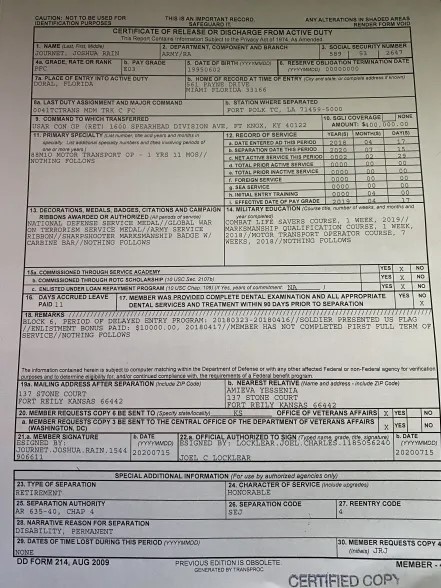 CAUTION: NOT TO BE USED FOR IDENTIFICATION PURPOSES
THIS IS AN IMPORTANT RECORD. SAFEGUARD IT.
ANY ALTERATIONS IN SHADED AREAS RENDER FORM VOID
CERTIFICATE OF RELEASE OR DISCHARGE FROM ACTIVE DUTY
This Report Contains Information Subject to the Privacy Act of 1974, As Amended.
1. NAME (Last, First, Middle)
JOURNET, JOSHUA RAIN
2. DEPARTMENT, COMPONENT AND BRANCH
ARMY/RA
3. SOCIAL SECURITY NUMBER
4a. GRADE, RATE OR RANK
PFC
b. PAY GRADE
E03
5. DATE OF BIRTH (YYYYMMDD)
6. RESERVE OBLIGATION TERMINATION DATE
(YYYYMMDD) 00000000
7a. PLACE OF ENTRY INTO ACTIVE DUTY
DORAL, FLORIDA
b. HOME OF RECORD AT TIME OF ENTRY (City and state, or complete address if known)
MIAMI FLORIDA 33166
8a. LAST DUTY ASSIGNMENT AND MAJOR COMMAND
b. STATION WHERE SEPARATED
FORT POLK TC, LA 71459-5000
9. COMMAND TO WHICH TRANSFERRED
USAR CON GP (RET) 1600 SPEARHEAD DIVISION AVE, FT KNOX, KY 40122
10. SGLI COVERAGE NONE
AMOUNT: $400,000.00
11. PRIMARY SPECIALTY (List number, title and years and months in specialty. List additional specialty numbers and titles involving periods of one or more years.)
88M10 MOTOR TRANSPORT OP - 1 YRS 11 MOS//
NOTHING FOLLOWS
12. RECORD OF SERVICE YEAR(S) MONTH(S) DAY(S)
a. DATE ENTERED AD THIS PERIOD 2018 04 17
b. SEPARATION DATE THIS PERIOD 2020 07 15
c. NET ACTIVE SERVICE THIS PERIOD 0002 02 29
d. TOTAL PRIOR ACTIVE SERVICE 0000 00 00
e. TOTAL PRIOR INACTIVE SERVICE 0000 00 00
f. FOREIGN SERVICE 0000 00 00
g. SEA SERVICE 0000 00 00
h. INITIAL ENTRY TRAINING 0000 04 00
i. EFFECTIVE DATE OF PAY GRADE 2019 04
13. DECORATIONS, MEDALS, BADGES, CITATIONS AND CAMPAIGN RIBBONS AWARDED OR AUTHORIZED (All periods of service)
NATIONAL DEFENSE SERVICE MEDAL//GLOBAL WAR
ON TERRORISM SERVICE MEDAL//ARMY SERVICE
RIBBON//SHARPSHOOTER MARKSMANSHIP BADGE W/
CARBINE BAR//NOTHING FOLLOWS
14. MILITARY EDUCATION (Course title, number of weeks, and month and year completed)
COMBAT LIFE SAVERS COURSE, 1 WEEK, 2019//
MARKSMANSHIP QUALIFICATION COURSE, 1 WEEK,
2018//MOTOR TRANSPORT OPERATOR COURSE, 7
WEEKS, 2018//NOTHING FOLLOWS
15a. COMMISSIONED THROUGH SERVICE ACADEMY YES X NO
b. COMMISSIONED THROUGH ROTC SCHOLARSHIP (10 USC Sec. 2107b) YES X NO
c. ENLISTED UNDER LOAN REPAYMENT PROGRAM (10 USC Chap. 109) (If Yes, years of commitment: NA ) YES X NO
16. DAYS ACCRUED LEAVE PAID 11
17. MEMBER WAS PROVIDED COMPLETE DENTAL EXAMINATION AND ALL APPROPRIATE DENTAL SERVICES AND TREATMENT WITHIN 90 DAYS PRIOR TO SEPARATION
YES NO
X
18. REMARKS
BLOCK 6, PERIOD OF DELAYED ENTRY PROGRAM: 20180323-20180416//SOLDIER PRESENTED US FLAG
//ENLISTMENT BONUS PAID: $10000.00, 20180417//MEMBER HAS COMPLETED FIRST FULL TERM OF
SERVICE//NOTHING FOLLOWS
The information contained herein is subject to computer matching within the Department of Defense or with any other affected Federal or non-Federal agency for verification
purposes and to determine eligibility for, and/or continued compliance with, the requirements of a Federal benefit program.
19a. MAILING ADDRESS AFTER SEPARATION (Include ZIP Code)
137 STONE COURT
FORT REILY KANSAS 66442
b. NEAREST RELATIVE (Name and address - include ZIP Code)
AMIEVA YESSENIA
137 STONE COURT
FORT REILY KANSAS 66442
20. MEMBER REQUESTS COPY 6 BE SENT TO (Specify state/locality) KS OFFICE OF VETERANS AFFAIRS X YES NO
a. MEMBER REQUESTS COPY 3 BE SENT TO THE CENTRAL OFFICE OF THE DEPARTMENT OF VETERANS AFFAIRS
(WASHINGTON, DC) X YES NO
21.a. MEMBER SIGNATURE
ESIGNED BY:
JOURNET.JOSHUA.RAIN.1544
906611
b. DATE
(YYYYMMDD)
20200715
22.a. OFFICIAL AUTHORIZED TO SIGN (Typed name, grade, title, signature)
ESIGNED BY: LOCKLEAR.JOEL.CHARLES.1185056240
JOEL C LOCKLEAR
b. DATE
(YYYYMMDD)
20200715
SPECIAL ADDITIONAL INFORMATION (For use by authorized agencies only)
23. TYPE OF SEPARATION
RETIREMENT
24. CHARACTER OF SERVICE (Include upgrades)
HONORABLE
25. SEPARATION AUTHORITY
AR 635-40, CHAP 4
26. SEPARATION CODE
SEJ
27. REENTRY CODE
4
28. NARRATIVE REASON FOR SEPARATION
DISABILITY, PERMANENT
29. DATES OF TIME LOST DURING THIS PERIOD (YYYYMMDD)
NONE
30. MEMBER REQUESTS COPY 4
(Initials) JRJ
DD FORM 214, AUG 2009
PREVIOUS EDITION IS OBSOLETE.
GENERATED BY TRANSPROC
MEMBER -
CERTIFIED COPY